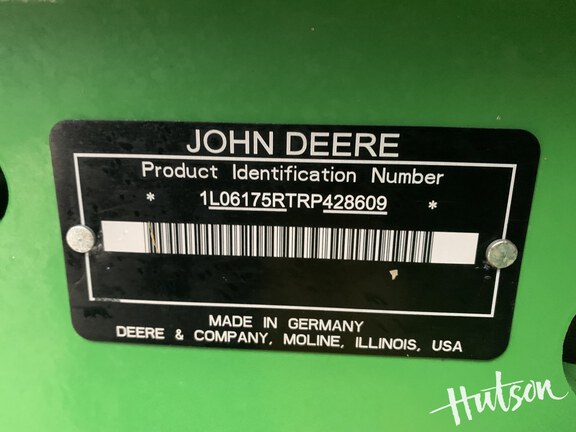 JOHN DEERE
Product Identification Number
* 1L06175RTRP428609 *
MADE IN GERMANY
DEERE & COMPANY, MOLINE, ILLINOIS, USA
Hutson